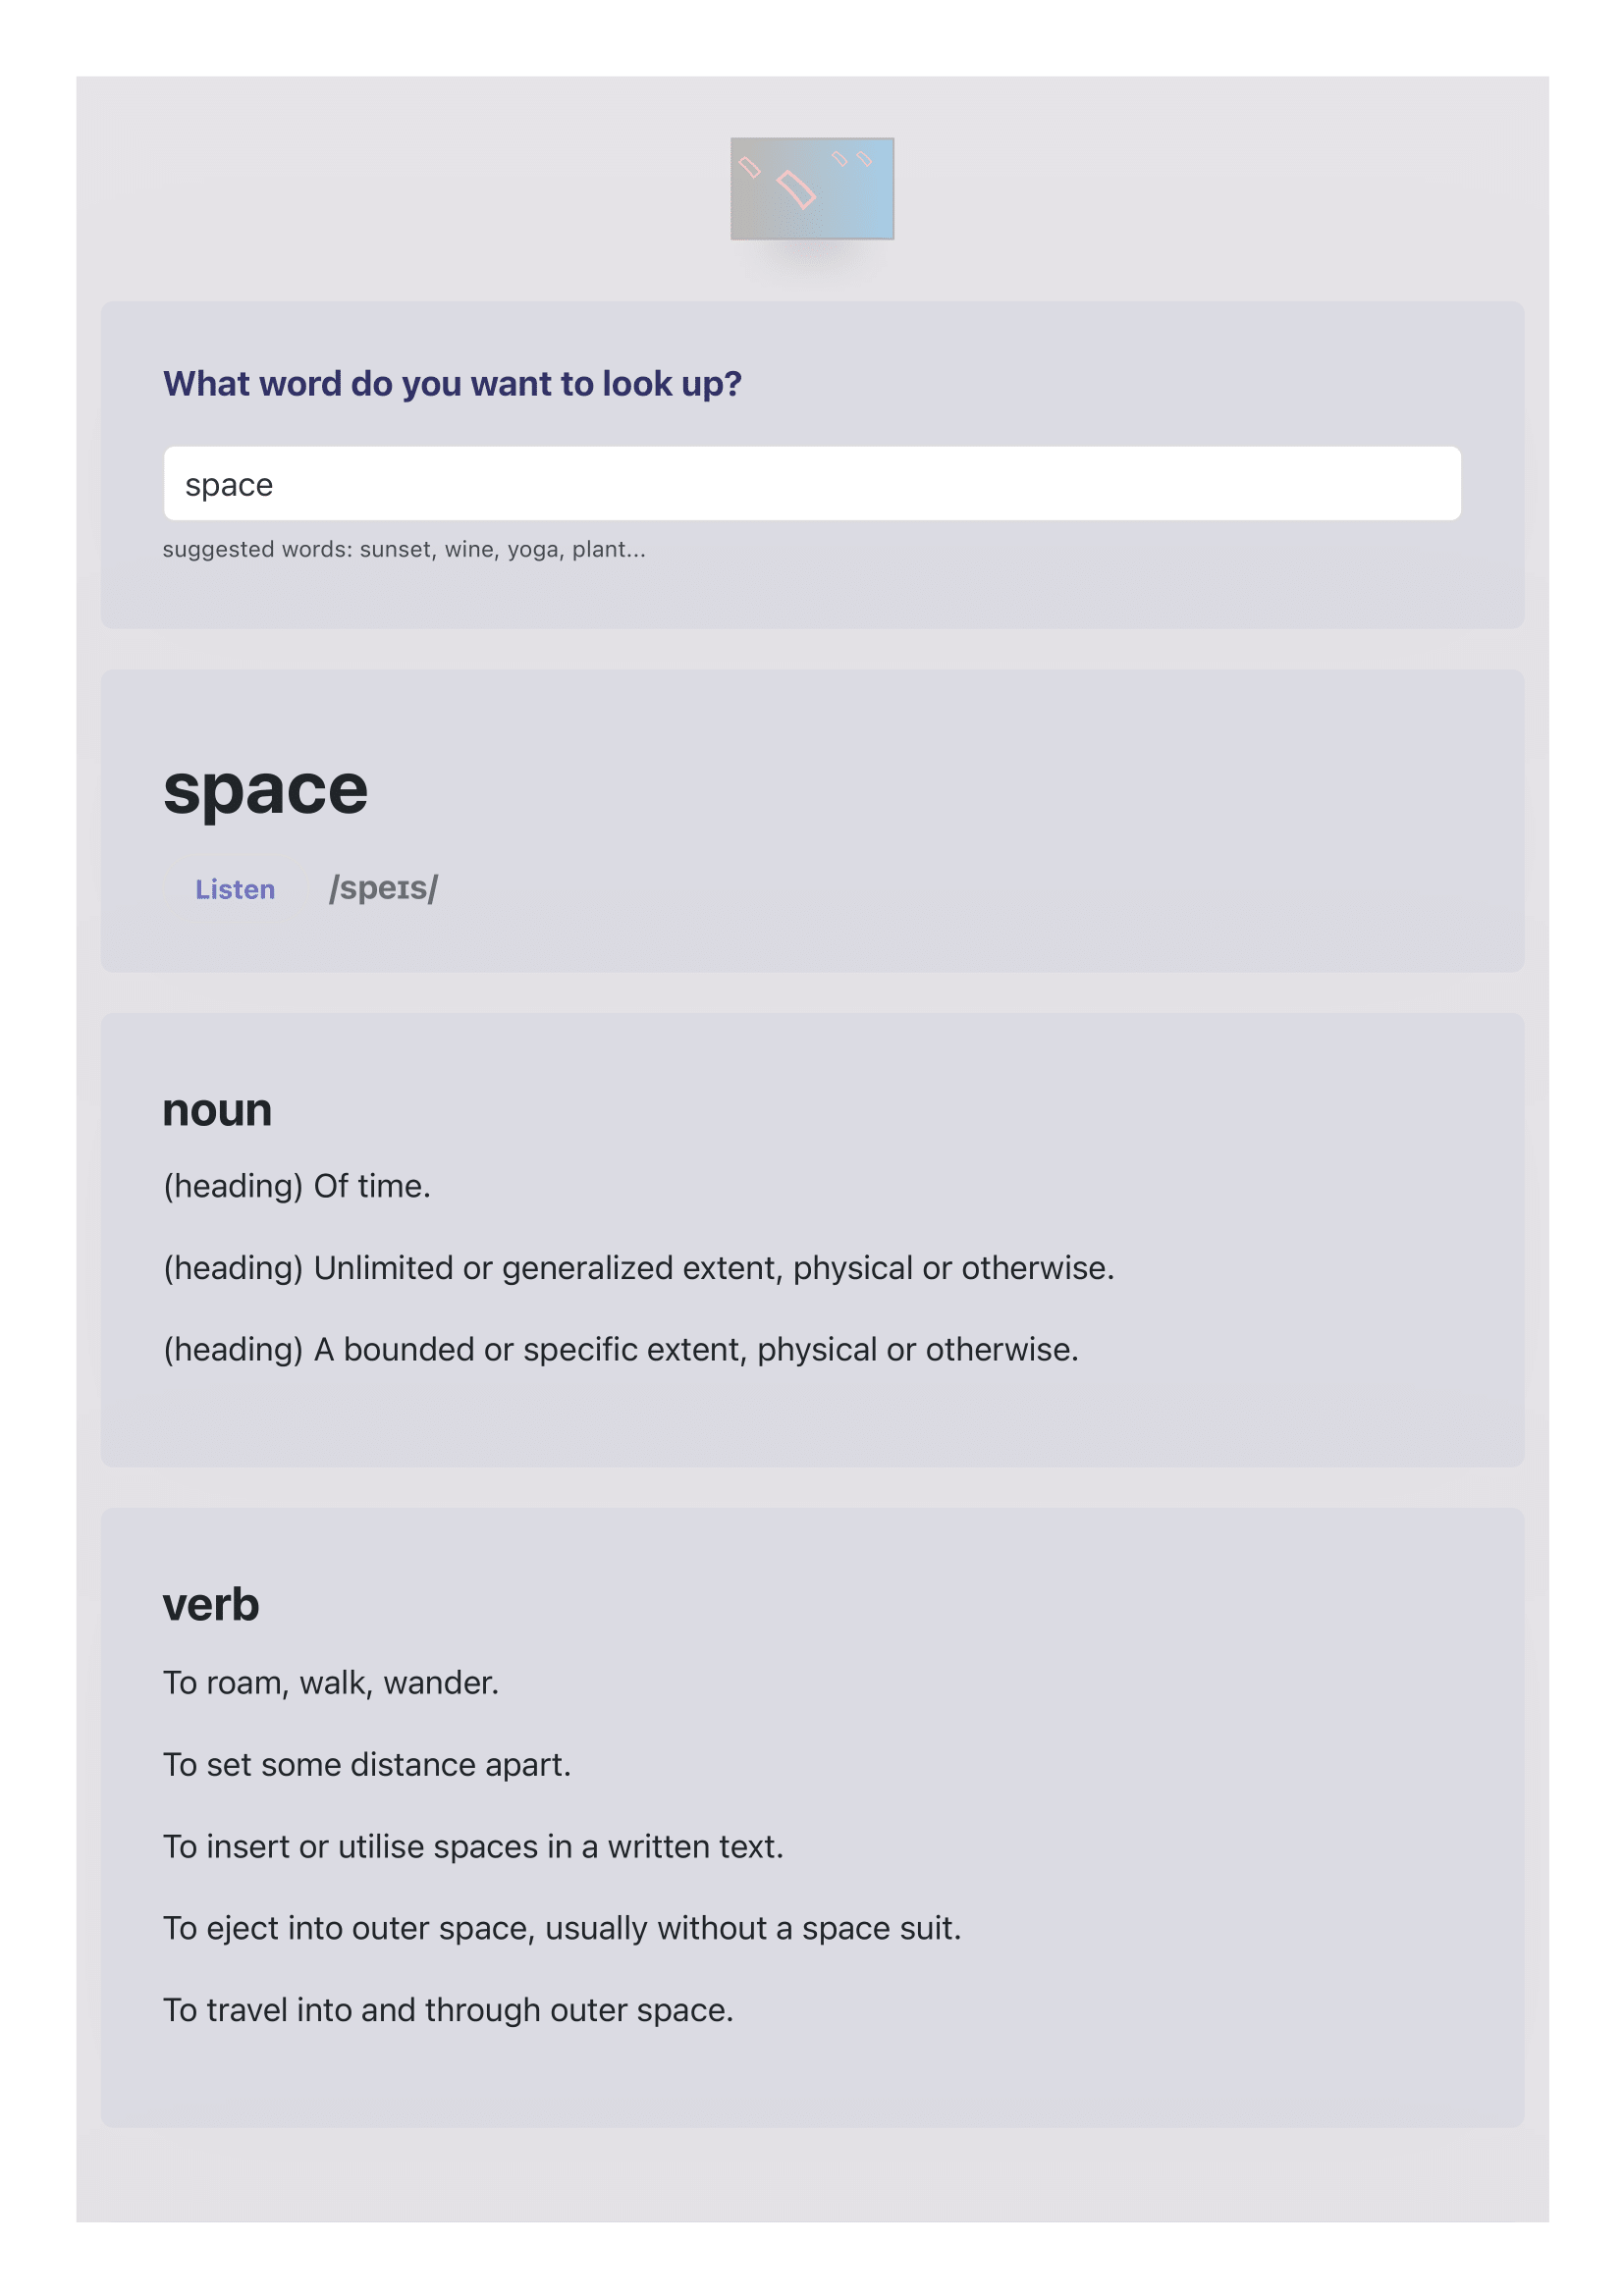 What word do you want to look up?
space
suggested words: sunset, wine, yoga, plant...
space
Listen /speɪs/
noun
(heading) Of time.
(heading) Unlimited or generalized extent, physical or otherwise.
(heading) A bounded or specific extent, physical or otherwise.
verb
To roam, walk, wander.
To set some distance apart.
To insert or utilise spaces in a written text.
To eject into outer space, usually without a space suit.
To travel into and through outer space.